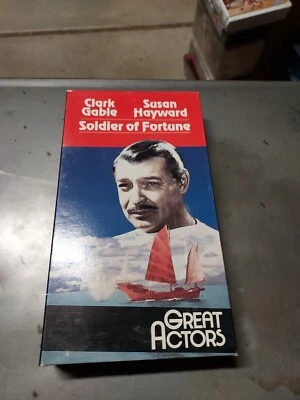 Clark Susan
Gable Hayward
Soldier of Fortune
GREAT
ACTORS